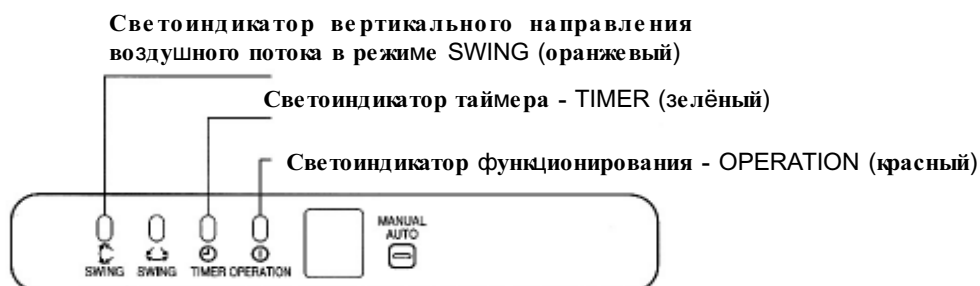 Светоиндикатор вертикального направления
воздушного потока в режиме SWING (оранжевый)
Светоиндикатор таймера - TIMER (зелёный)
Светоиндикатор функционирования - OPERATION (красный)
MANUAL
AUTO
SWING SWING TIMER OPERATION